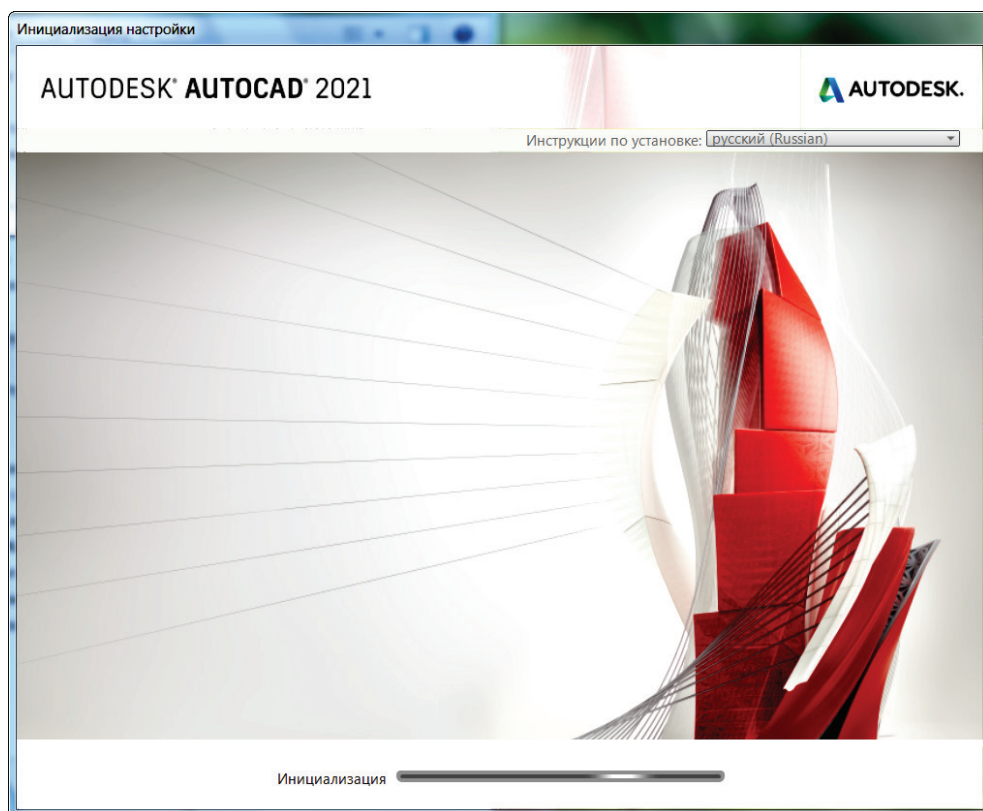 Инициализация настройки
AUTODESK® AUTOCAD® 2021
AUTODESK.
Инструкции по установке: русский (Russian)
Инициализация